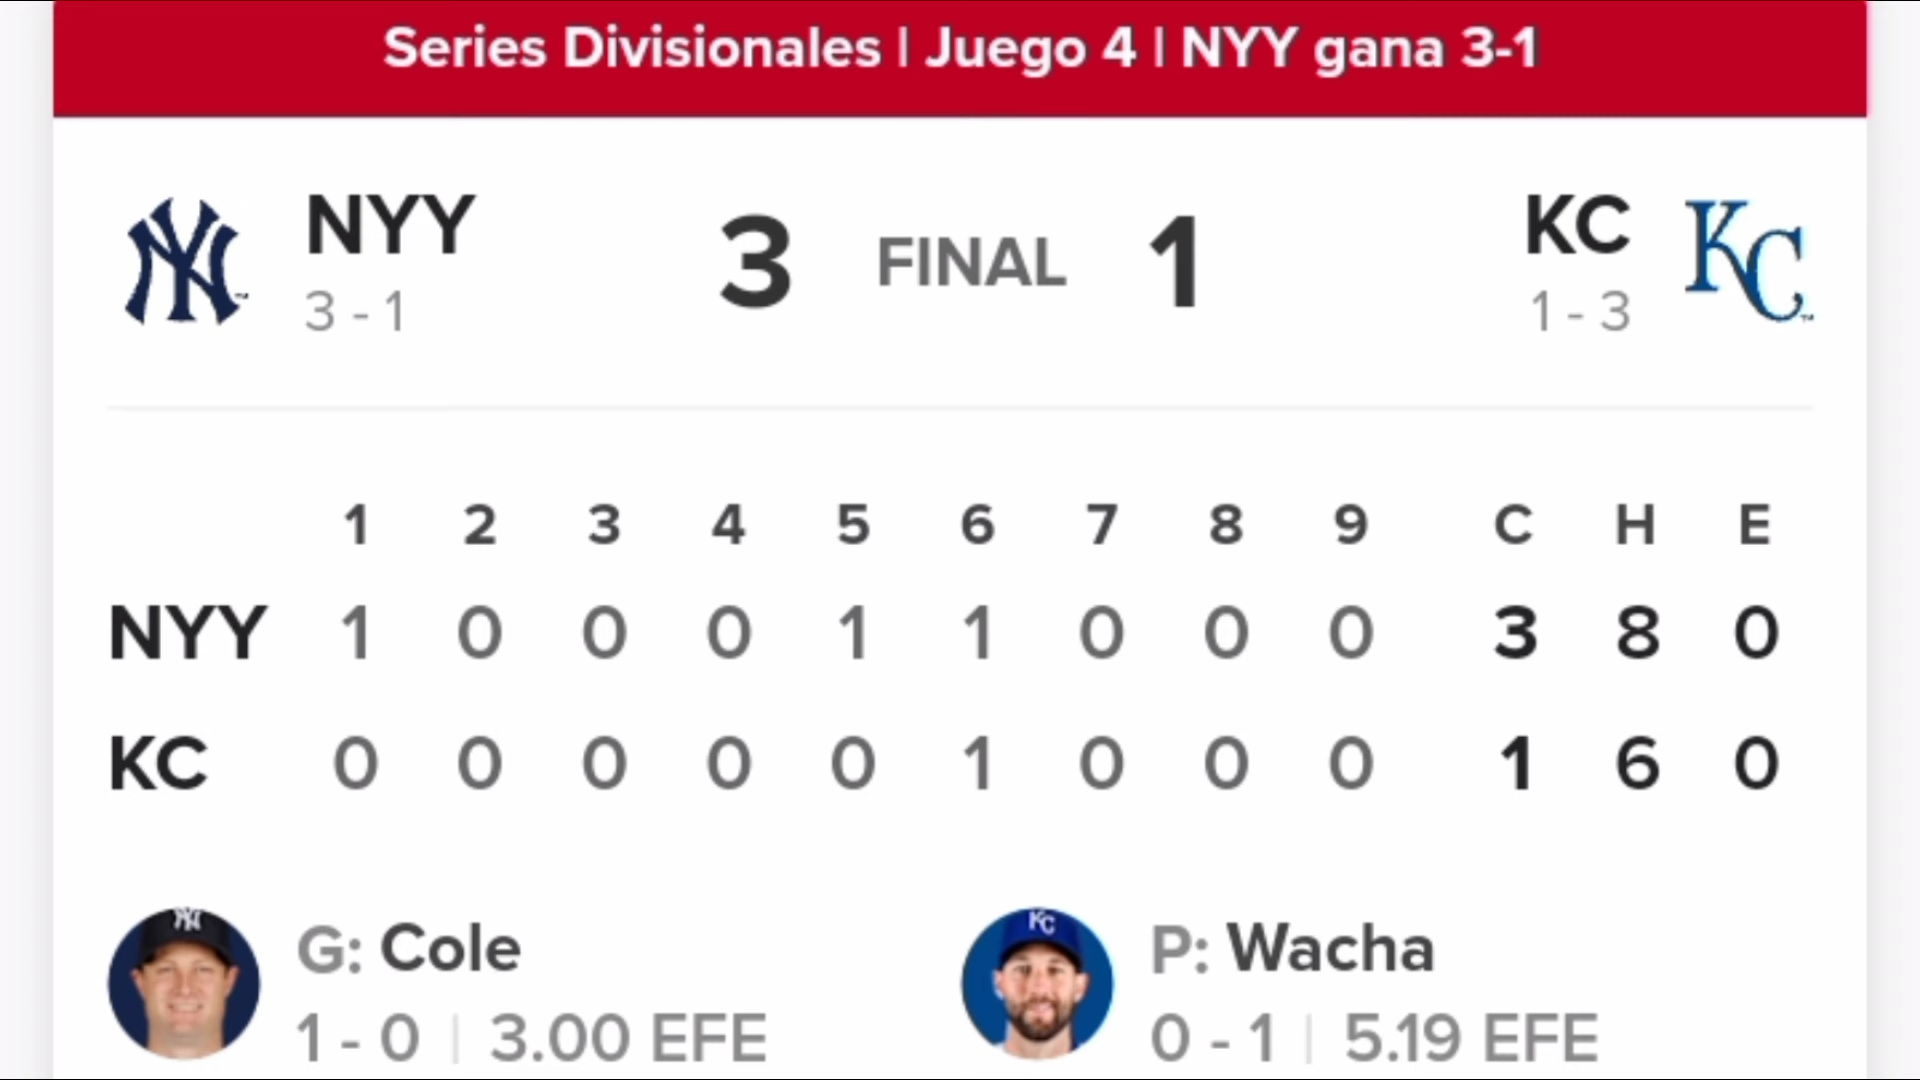 Series Divisionales | Juego 4 | NYY gana 3-1
NYY 3 FINAL 1 KC
3 - 1 1 - 3
1 2 3 4 5 6 7 8 9 C H E
NYY 1 0 0 0 1 1 0 0 0 3 8 0
KC 0 0 0 0 0 1 0 0 0 1 6 0
G: Cole P: Wacha
1 - 0 | 3.00 EFE 0 - 1 | 5.19 EFE